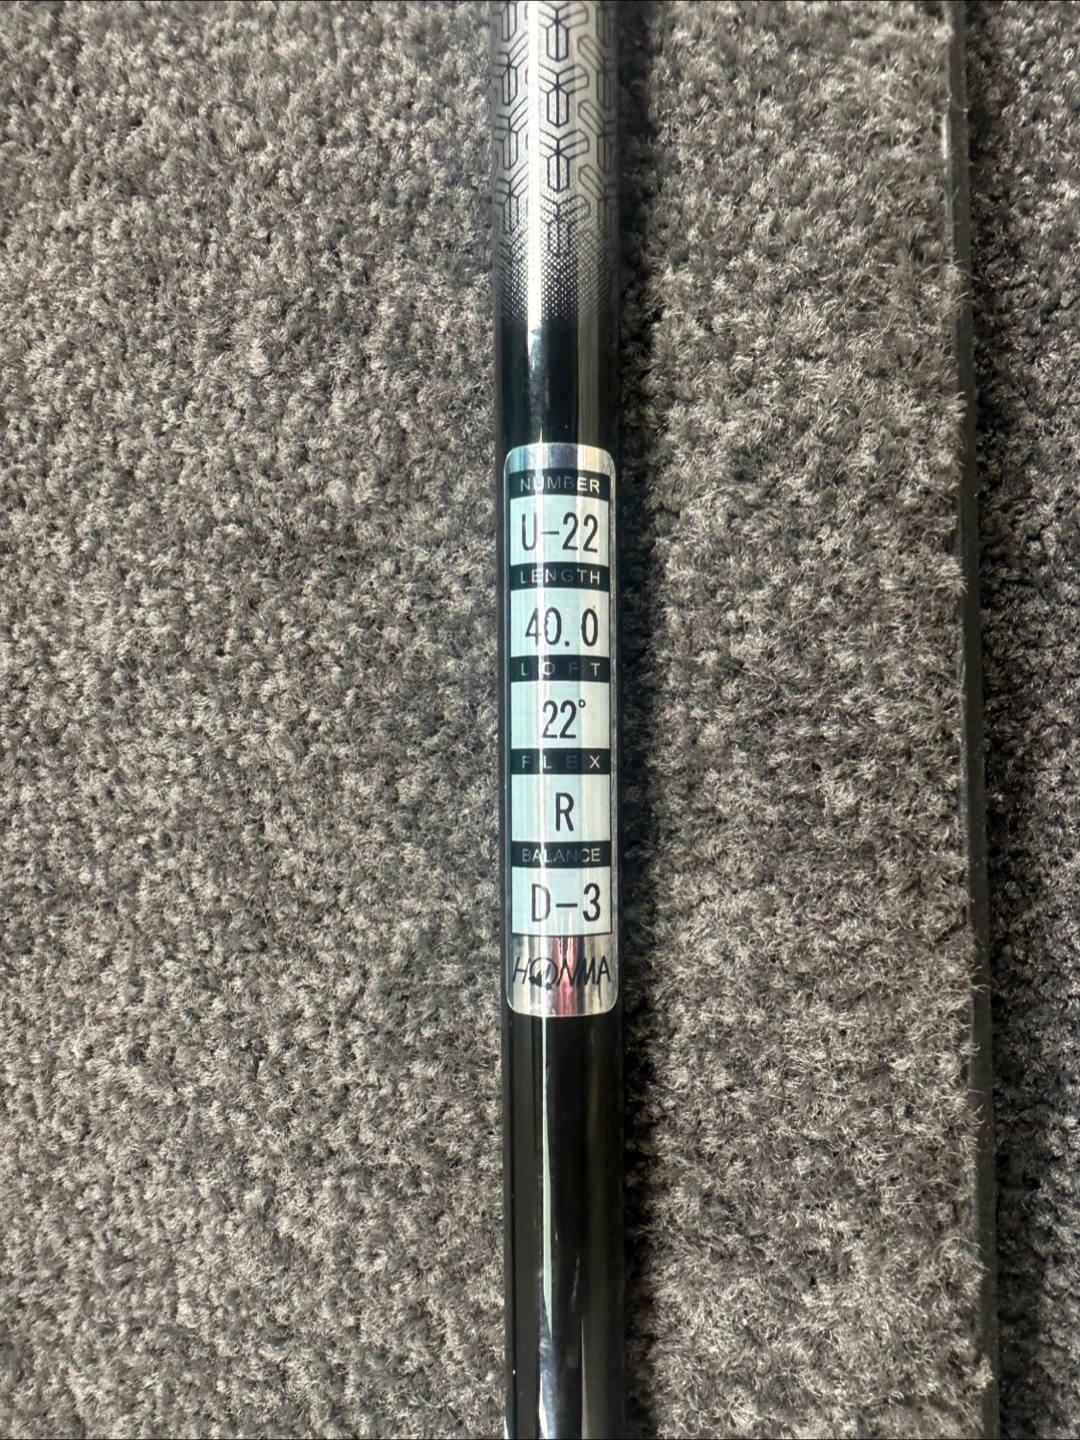 NUMBER
U-22
LENGTH
40.0
LOFT
22°
FLEX
R
BALANCE
D-3
HONMA